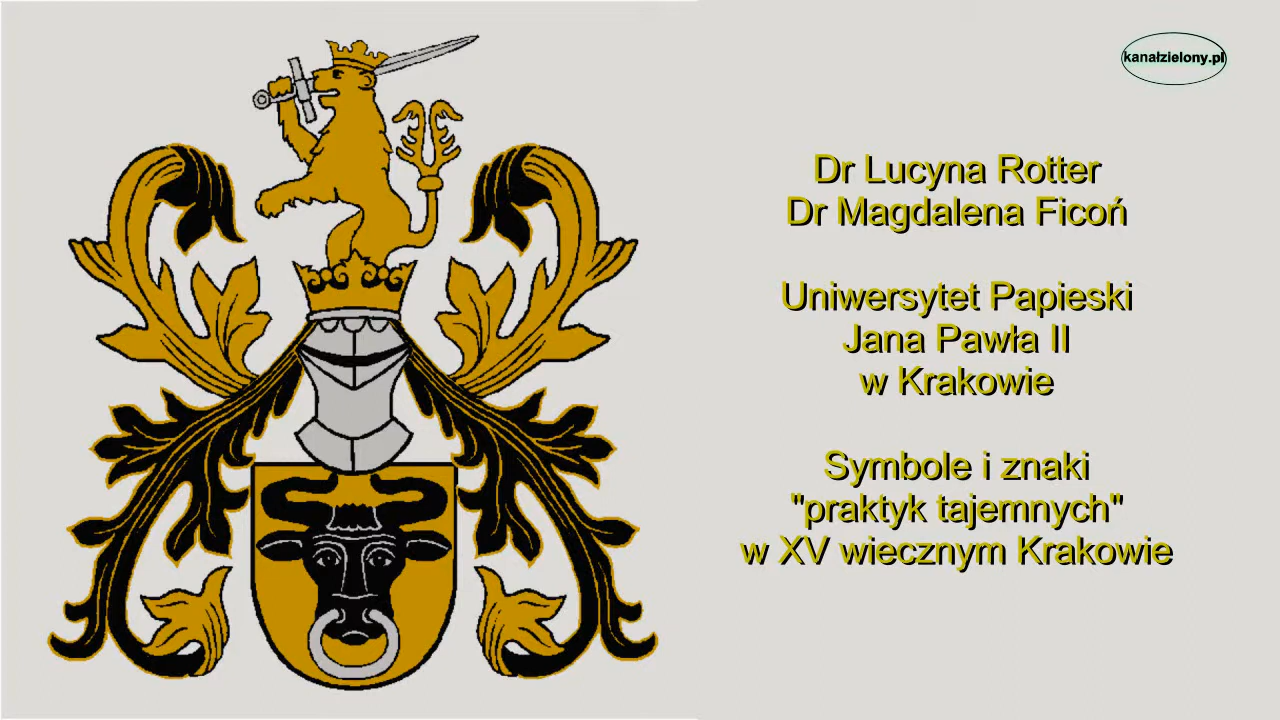 kanałzielony.pl
Dr Lucyna Rotter
Dr Magdalena Ficoń
Uniwersytet Papieski
Jana Pawła II
w Krakowie
Symbole i znaki
"praktyk tajemnych"
w XV wiecznym Krakowie